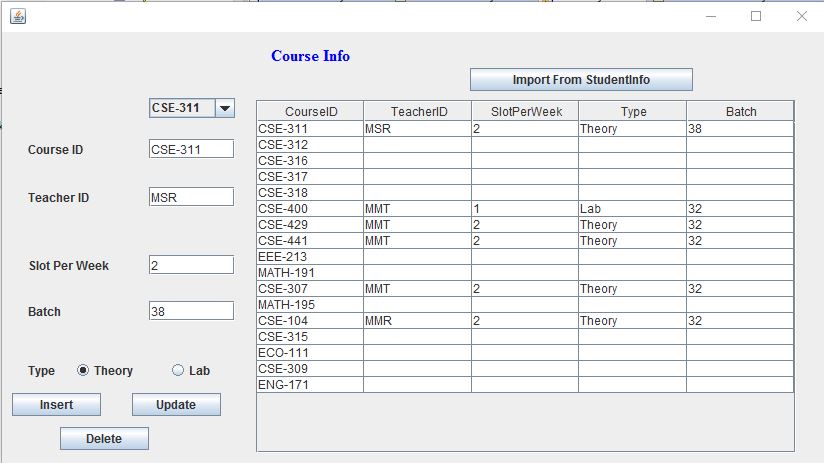 Course Info
Import From StudentInfo
CSE-311
Course ID CSE-311
Teacher ID MSR
Slot Per Week 2
Batch 38
Type Theory Lab
Insert Update
Delete
CourseID TeacherID SlotPerWeek Type Batch
CSE-311 MSR 2 Theory 38
CSE-312
CSE-316
CSE-317
CSE-318
CSE-400 MMT 1 Lab 32
CSE-429 MMT 2 Theory 32
CSE-441 MMT 2 Theory 32
EEE-213
MATH-191
CSE-307 MMT 2 Theory 32
MATH-195
CSE-104 MMR 2 Theory 32
CSE-315
ECO-111
CSE-309
ENG-171